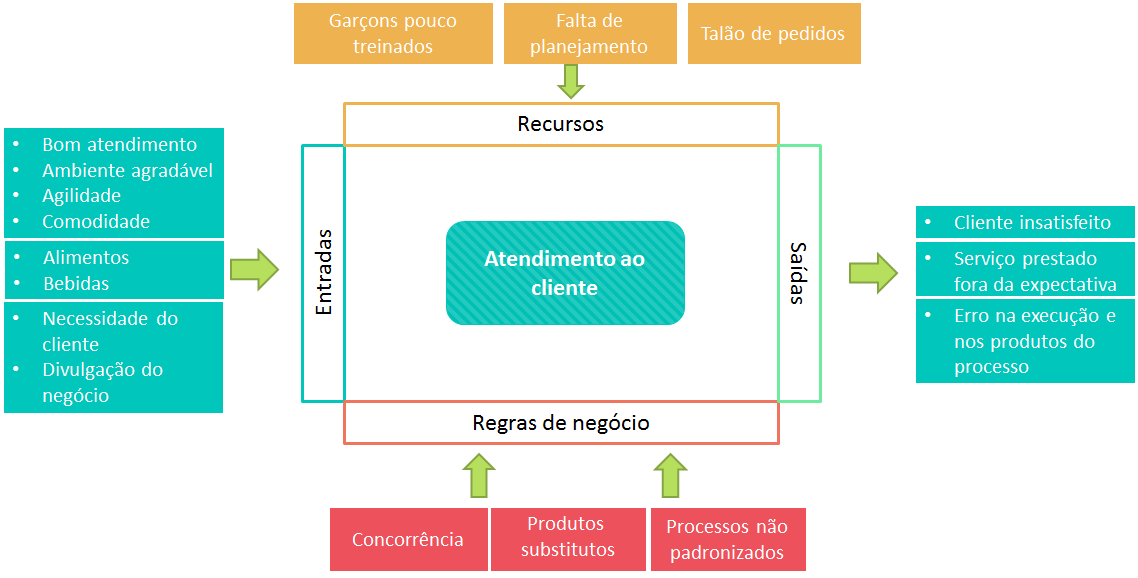 Garçons pouco
treinados
Falta de
planejamento
Talão de pedidos
Recursos
• Bom atendimento
• Ambiente agradável
• Agilidade
• Comodidade
• Alimentos
• Bebidas
• Necessidade do
cliente
• Divulgação do
negócio
Entradas
Atendimento ao
cliente
Saídas
• Cliente insatisfeito
• Serviço prestado
fora da expectativa
• Erro na execução e
nos produtos do
processo
Regras de negócio
Concorrência
Produtos
substitutos
Processos não
padronizados